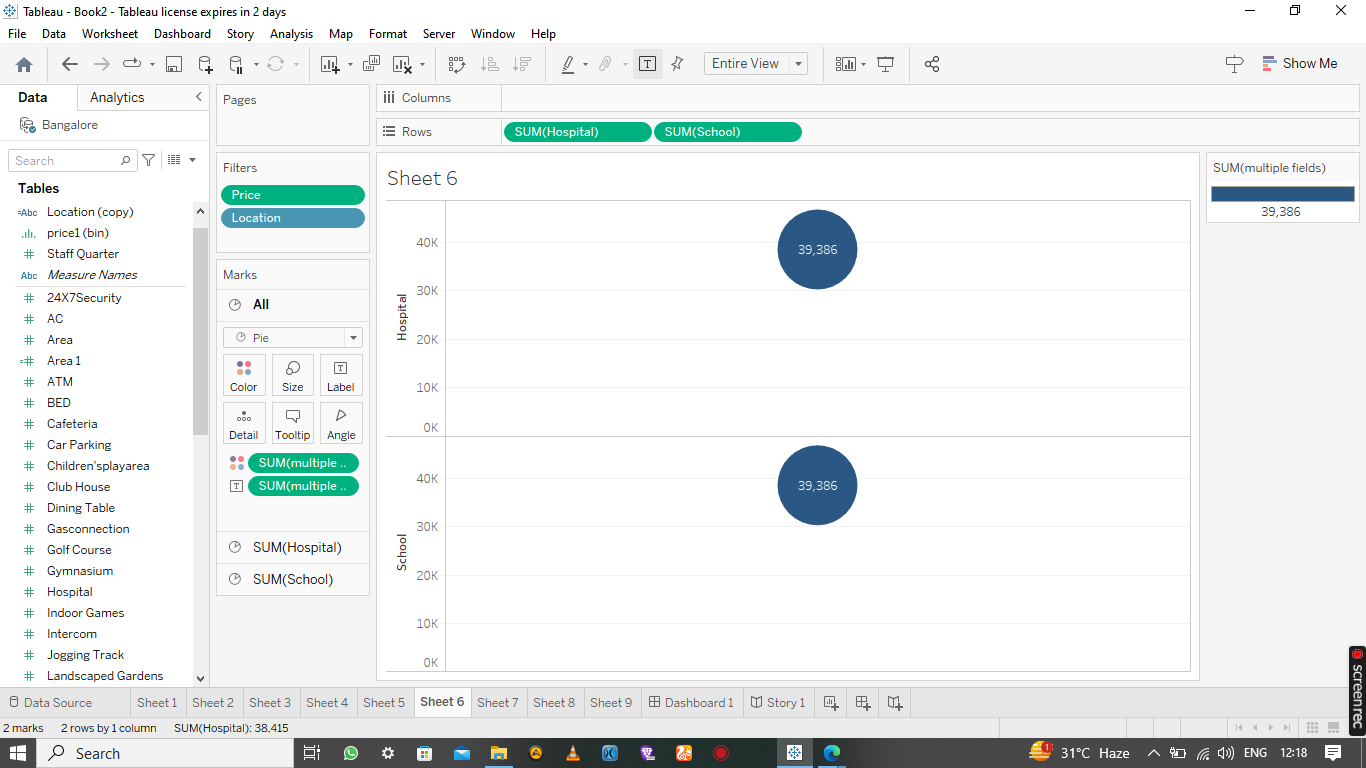 Tableau - Book2 - Tableau license expires in 2 days
File Data Worksheet Dashboard Story Analysis Map Format Server Window Help
Entire View
Show Me
Data Analytics
Bangalore
Search
Tables
Abc Location (copy)
price1 (bin)
Staff Quarter
Abc Measure Names
24X7Security
AC
Area
Area 1
ATM
BED
Cafeteria
Car Parking
Children'splayarea
Club House
Dining Table
Gasconnection
Golf Course
Gymnasium
Hospital
Indoor Games
Intercom
Jogging Track
Landscaped Gardens
Pages
Filters
Price
Location
Marks
All
Pie
Color Size Label
Detail Tooltip Angle
SUM(multiple ..
SUM(multiple ..
SUM(Hospital)
SUM(School)
Columns
Rows SUM(Hospital) SUM(School)
Sheet 6
Hospital
40K
30K
20K
10K
0K
39,386
School
40K
30K
20K
10K
0K
39,386
SUM(multiple fields)
39,386
screenrec
Data Source Sheet 1 Sheet 2 Sheet 3 Sheet 4 Sheet 5 Sheet 6 Sheet 7 Sheet 8 Sheet 9 Dashboard 1 Story 1
2 marks 2 rows by 1 column SUM(Hospital): 38,415
Search 1 31°C Haze ENG 12:18